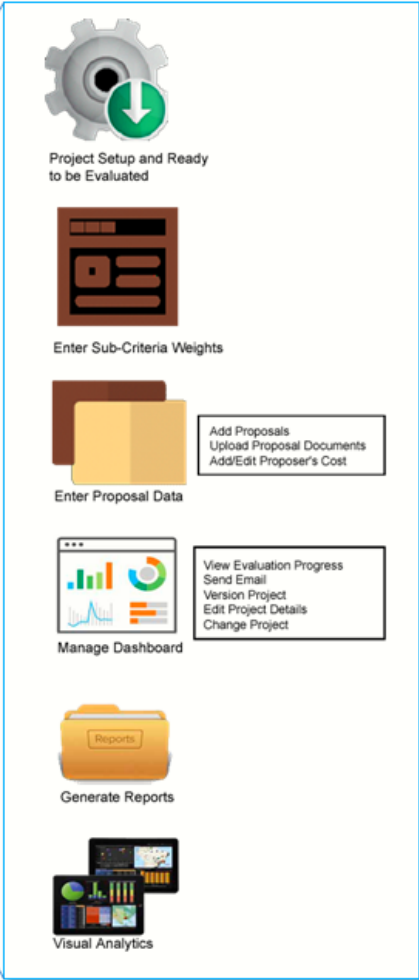 Project Setup and Ready
to be Evaluated
Enter Sub-Criteria Weights
Add Proposals
Upload Proposal Documents
Add/Edit Proposer's Cost
Enter Proposal Data
View Evaluation Progress
Send Email
Version Project
Edit Project Details
Change Project
Manage Dashboard
Reports
Generate Reports
Visual Analytics